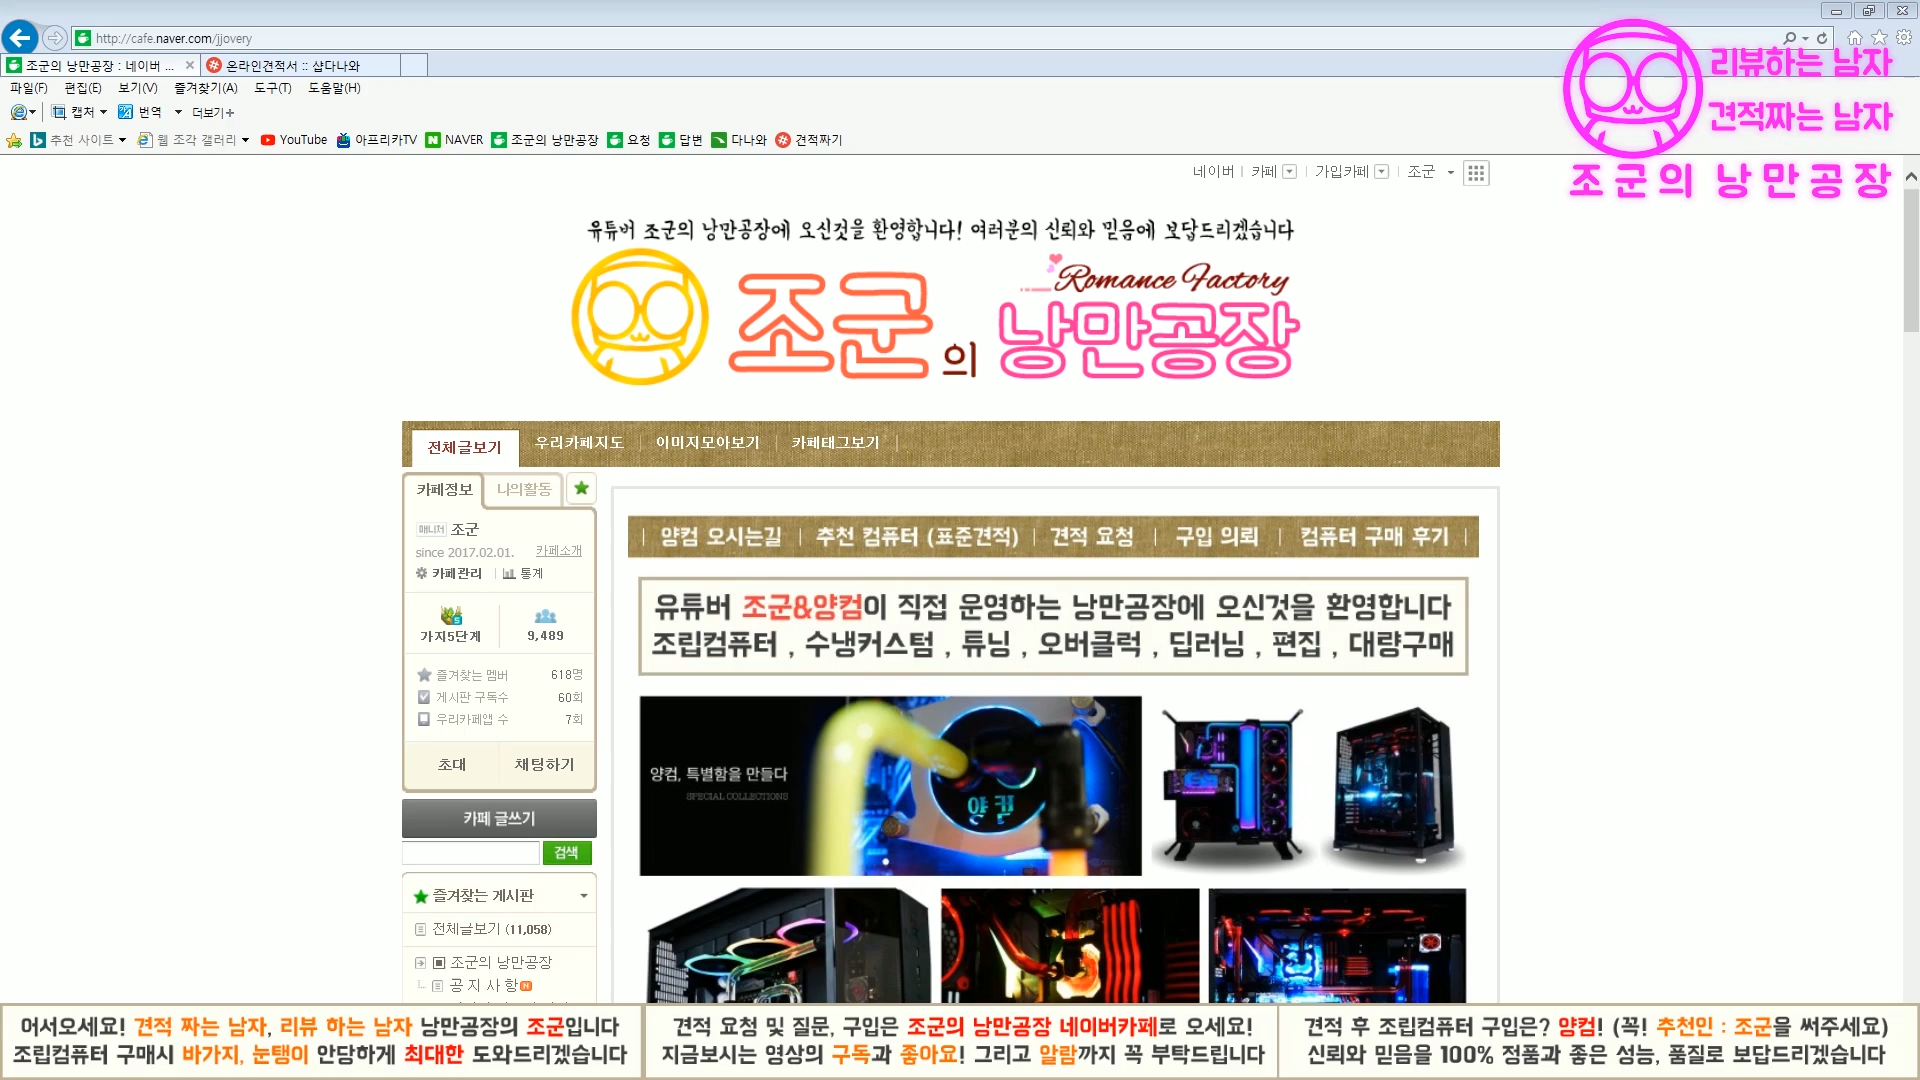 http://cafe.naver.com/jjovery
조군의 낭만공장 : 네이버 ...
온라인견적서 :: 샵다나와
파일(F) 편집(E) 보기(V) 즐겨찾기(A) 도구(T) 도움말(H)
캡처 번역 더보기+
추천 사이트 웹 조각 갤러리 YouTube 아프리카TV NAVER 조군의 낭만공장 요청 답변 다나와 견적짜기
리뷰하는 남자
견적짜는 남자
조군의 낭만공장
네이버 카페 가입카페 조군
유튜버 조군의 낭만공장에 오신것을 환영합니다! 여러분의 신뢰와 믿음에 보답드리겠습니다
Romance Factory
조군의 낭만공장
전체글보기 우리카페지도 이미지모아보기 카페태그보기
카페정보 나의활동
매니저 조군
since 2017.02.01. 카페소개
카페관리 통계
가지5단계 9,489
즐겨찾는 멤버 618명
게시판 구독수 60회
우리카페앱 수 7회
초대 채팅하기
카페 글쓰기
검색
즐겨찾는 게시판
전체글보기 (11,058)
조군의 낭만공장
공 지 사 항
양컴 오시는길 | 추천 컴퓨터 (표준견적) | 견적 요청 | 구입 의뢰 | 컴퓨터 구매 후기
유튜버 조군&양컴이 직접 운영하는 낭만공장에 오신것을 환영합니다
조립컴퓨터 , 수냉커스텀 , 튜닝 , 오버클럭 , 딥러닝 , 편집 , 대량구매
양컴, 특별함을 만들다
SPECIAL COLLECTIONS
양컴
어서오세요! 견적 짜는 남자, 리뷰 하는 남자 낭만공장의 조군입니다
조립컴퓨터 구매시 바가지, 눈탱이 안당하게 최대한 도와드리겠습니다
견적 요청 및 질문, 구입은 조군의 낭만공장 네이버카페로 오세요!
지금보시는 영상의 구독과 좋아요! 그리고 알람까지 꼭 부탁드립니다
견적 후 조립컴퓨터 구입은? 양컴! (꼭! 추천인 : 조군을 써주세요)
신뢰와 믿음을 100% 정품과 좋은 성능, 품질로 보답드리겠습니다